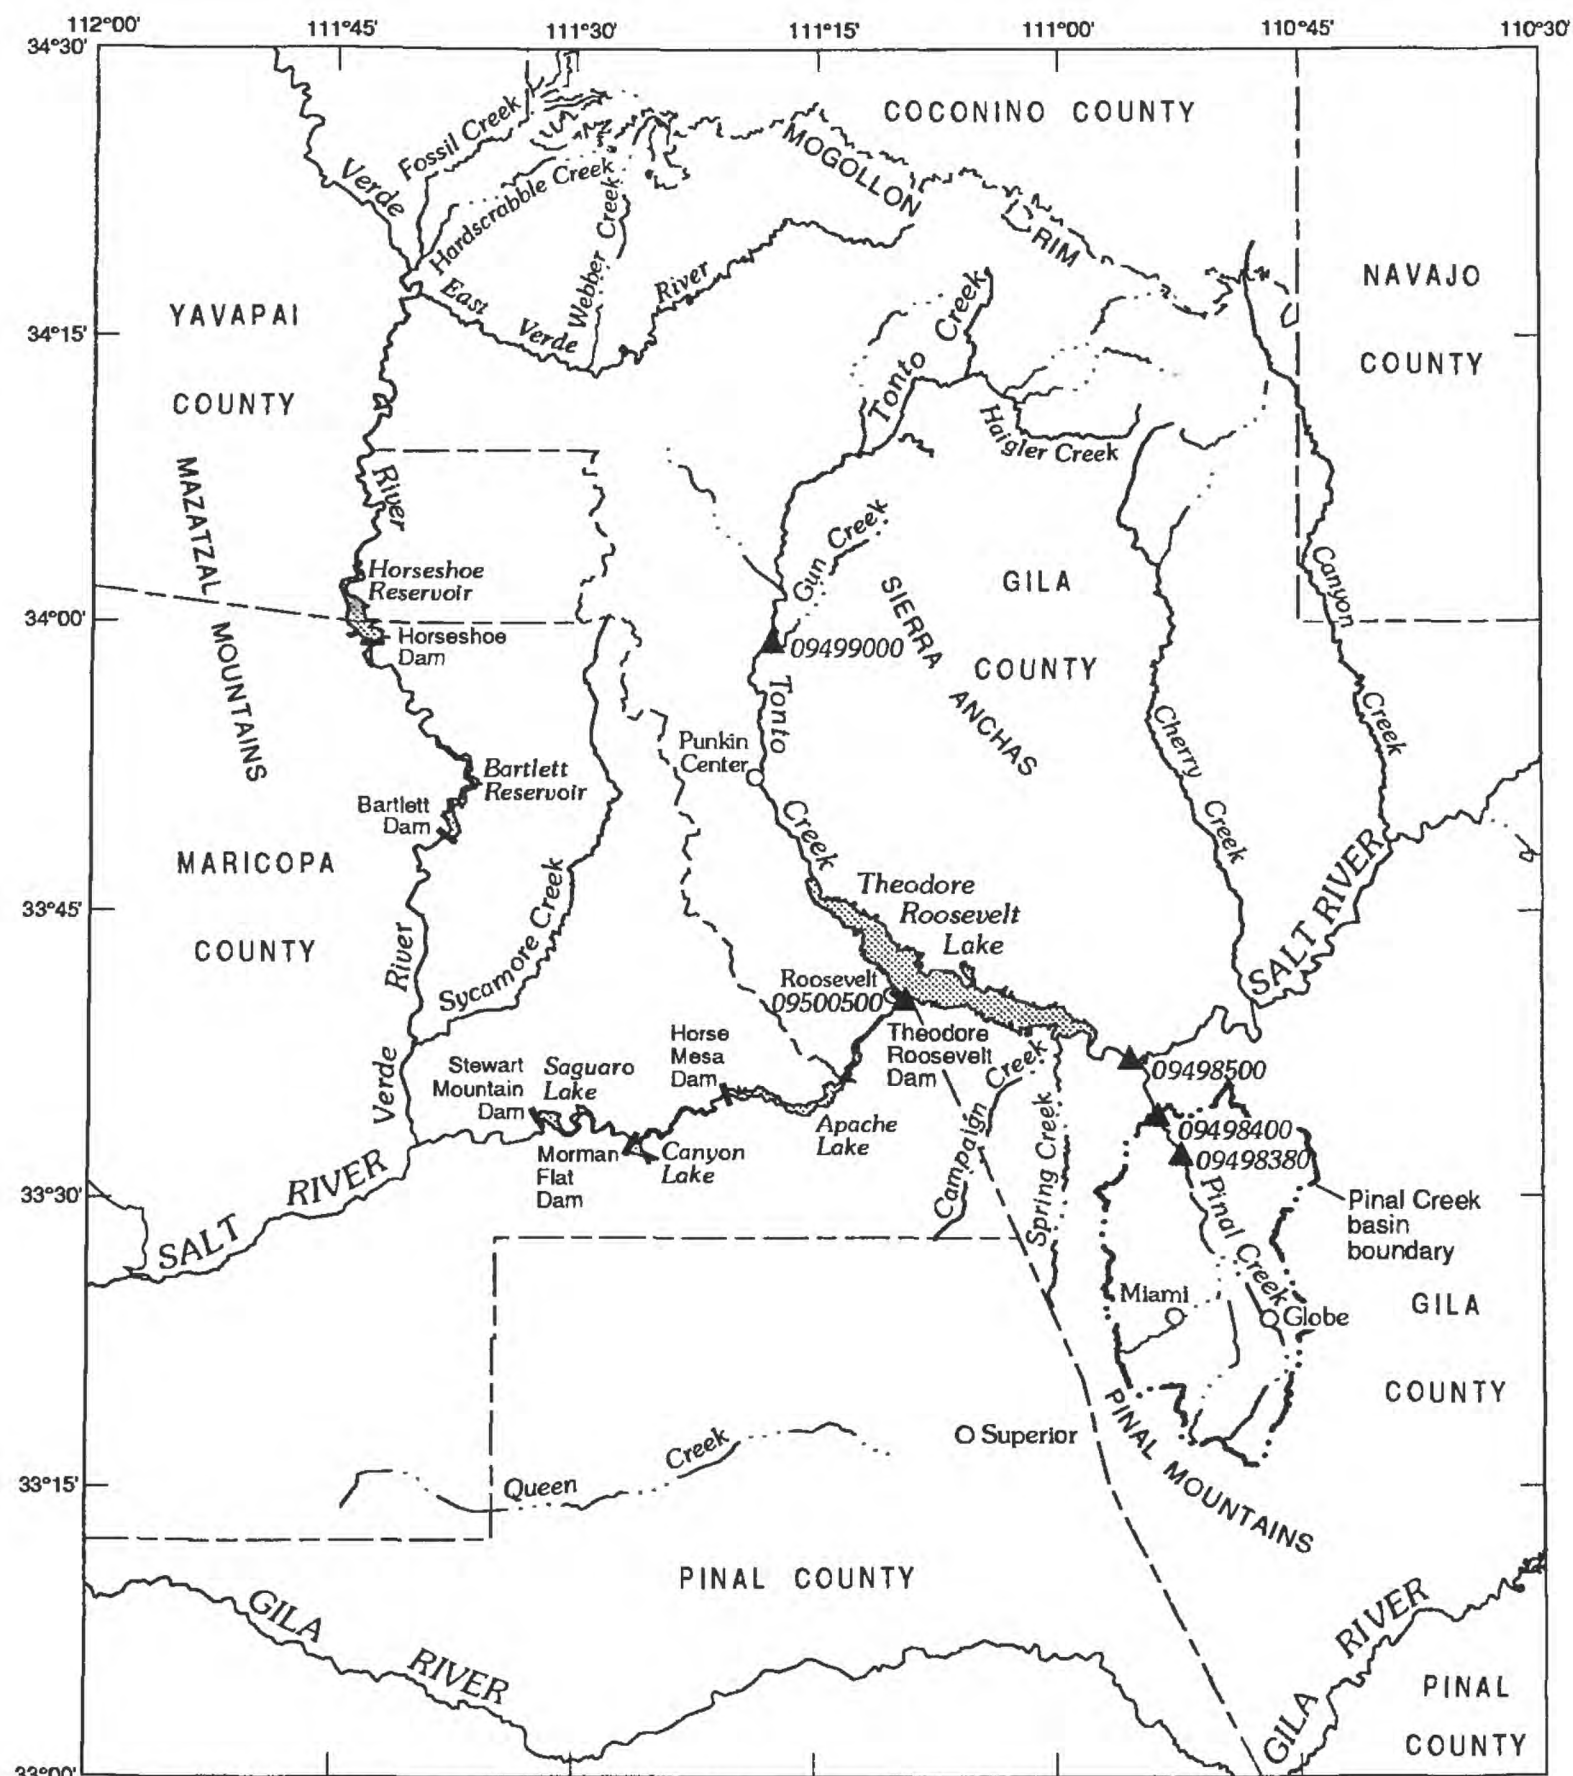 112°00'
111°45'
111°30'
111°15'
111°00'
110°45'
110°30'
34°30'
COCONINO COUNTY
Fossil Creek
Verde
Hardscrabble Creek
Webber Creek
MOGOLLON
RIM
East
Verde
River
Tonto Creek
NAVAJO
COUNTY
YAVAPAI
COUNTY
34°15'
Haigler Creek
MAZATZAL
MOUNTAINS
River
Gun Creek
Horseshoe
Reservoir
SIERRA
ANCHAS
GILA
COUNTY
Canyon
Creek
34°00'
Horseshoe
Dam
09499000
Tonto
Creek
Punkin
Center
Cherry
Creek
Bartlett
Reservoir
Bartlett
Dam
MARICOPA
COUNTY
33°45'
Theodore
Roosevelt
Lake
SALT RIVER
River
Sycamore Creek
Roosevelt
09500500
Theodore
Roosevelt
Dam
Verde
Stewart
Mountain
Dam
Saguaro
Lake
Horse
Mesa
Dam
Apache
Lake
Campaign Creek
Spring Creek
09498500
09498400
09498380
Morman
Flat
Dam
Canyon
Lake
33°30'
SALT RIVER
Pinal Creek
Pinal Creek
basin
boundary
Miami
Globe
GILA
COUNTY
PINAL MOUNTAINS
Superior
33°15'
Queen
Creek
PINAL COUNTY
GILA
RIVER
GILA RIVER
PINAL
COUNTY
33°00'